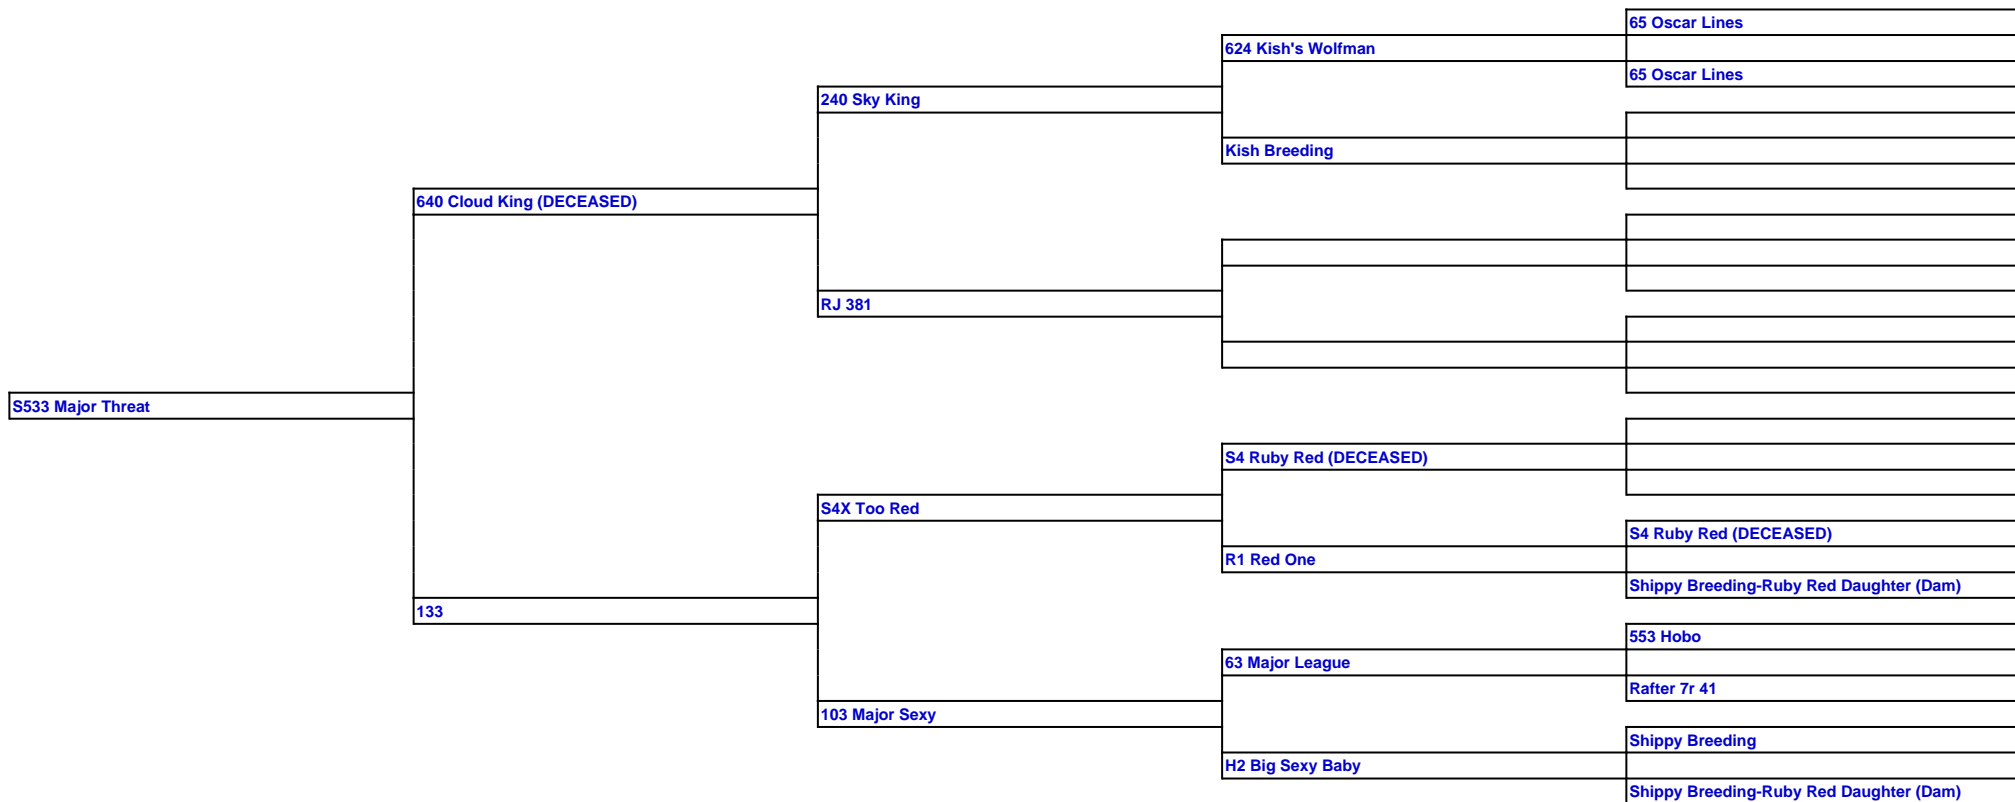 65 Oscar Lines
624 Kish's Wolfman
65 Oscar Lines
240 Sky King
Kish Breeding
640 Cloud King (DECEASED)
RJ 381
S533 Major Threat
S4 Ruby Red (DECEASED)
S4X Too Red
S4 Ruby Red (DECEASED)
R1 Red One
Shippy Breeding-Ruby Red Daughter (Dam)
133
553 Hobo
63 Major League
Rafter 7r 41
103 Major Sexy
Shippy Breeding
H2 Big Sexy Baby
Shippy Breeding-Ruby Red Daughter (Dam)